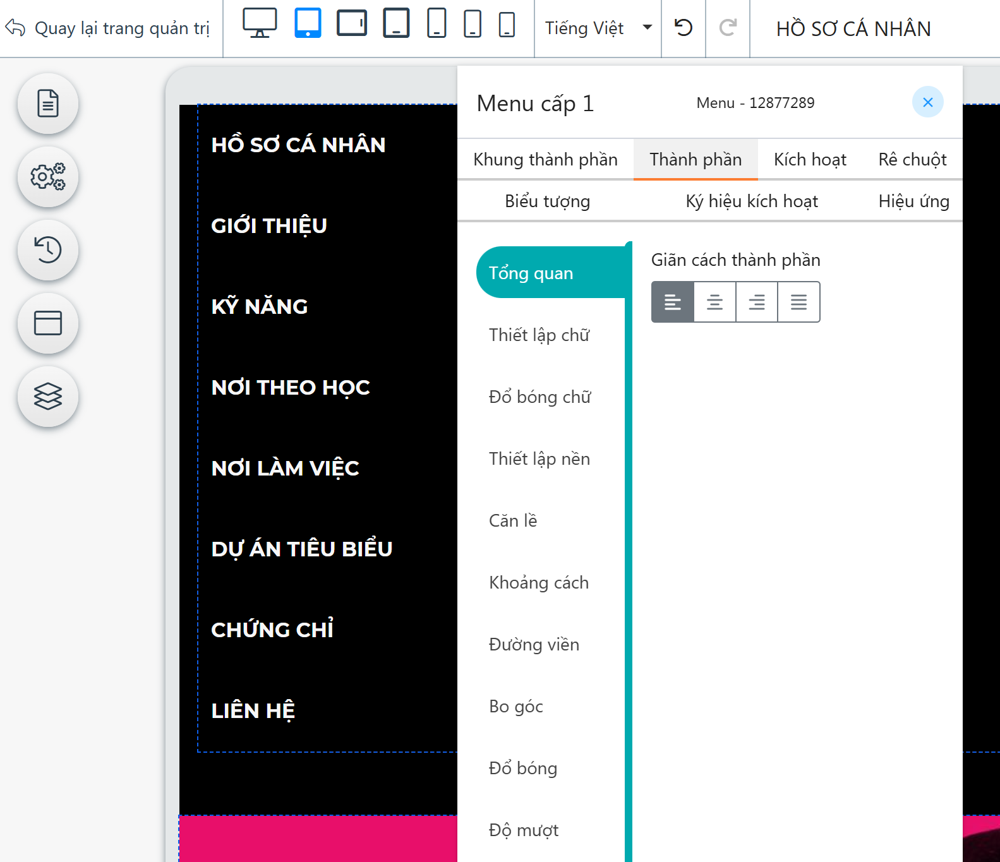 Quay lại trang quản trị
Tiếng Việt
HỒ SƠ CÁ NHÂN
HỒ SƠ CÁ NHÂN
GIỚI THIỆU
KỸ NĂNG
NƠI THEO HỌC
NƠI LÀM VIỆC
DỰ ÁN TIÊU BIỂU
CHỨNG CHỈ
LIÊN HỆ
Menu cấp 1
Menu - 12877289
Khung thành phần
Thành phần
Kích hoạt
Rê chuột
Biểu tượng
Ký hiệu kích hoạt
Hiệu ứng
Tổng quan
Thiết lập chữ
Đổ bóng chữ
Thiết lập nền
Căn lề
Khoảng cách
Đường viền
Bo góc
Đổ bóng
Độ mượt
Giãn cách thành phần